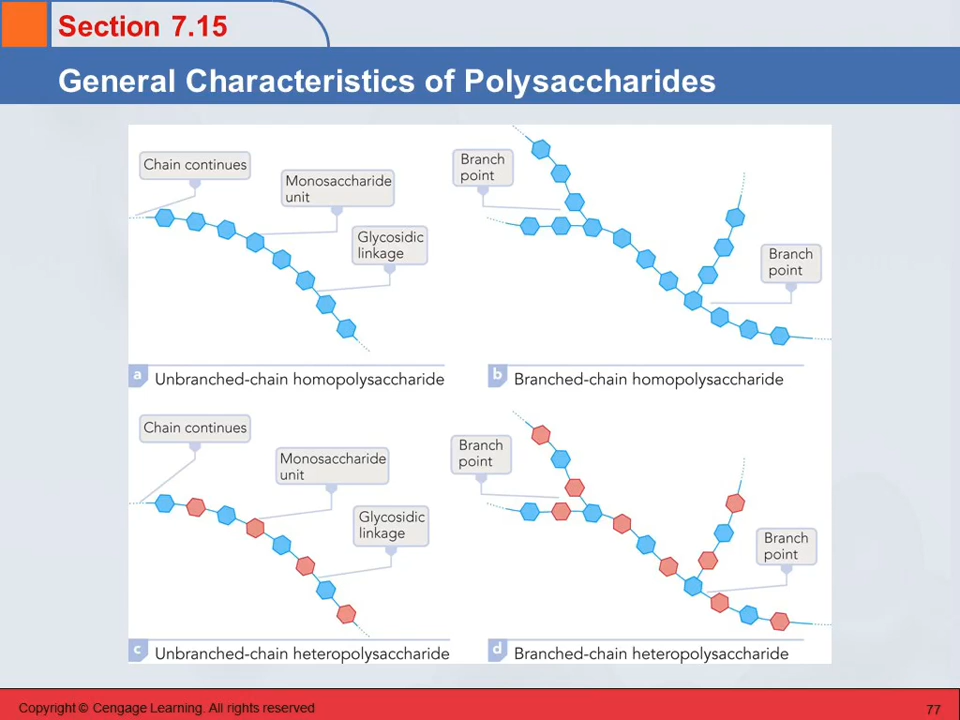 Section 7.15
General Characteristics of Polysaccharides
Chain continues
Monosaccharide
unit
Glycosidic
linkage
a Unbranched-chain homopolysaccharide
Branch
point
Branch
point
b Branched-chain homopolysaccharide
Chain continues
Monosaccharide
unit
Glycosidic
linkage
c Unbranched-chain heteropolysaccharide
Branch
point
Branch
point
d Branched-chain heteropolysaccharide
Copyright © Cengage Learning. All rights reserved
77